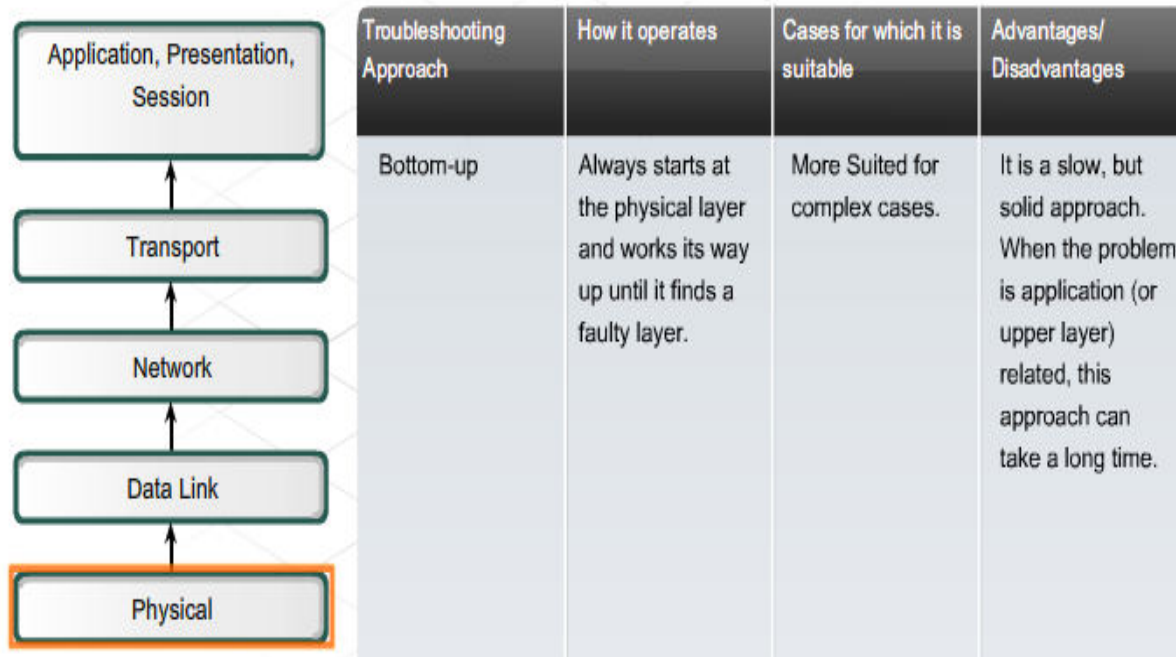 Application, Presentation,
Session
Transport
Network
Data Link
Physical
Troubleshooting
Approach
How it operates
Cases for which it is
suitable
Advantages/
Disadvantages
Bottom-up
Always starts at
the physical layer
and works its way
up until it finds a
faulty layer.
More Suited for
complex cases.
It is a slow, but
solid approach.
When the problem
is application (or
upper layer)
related, this
approach can
take a long time.